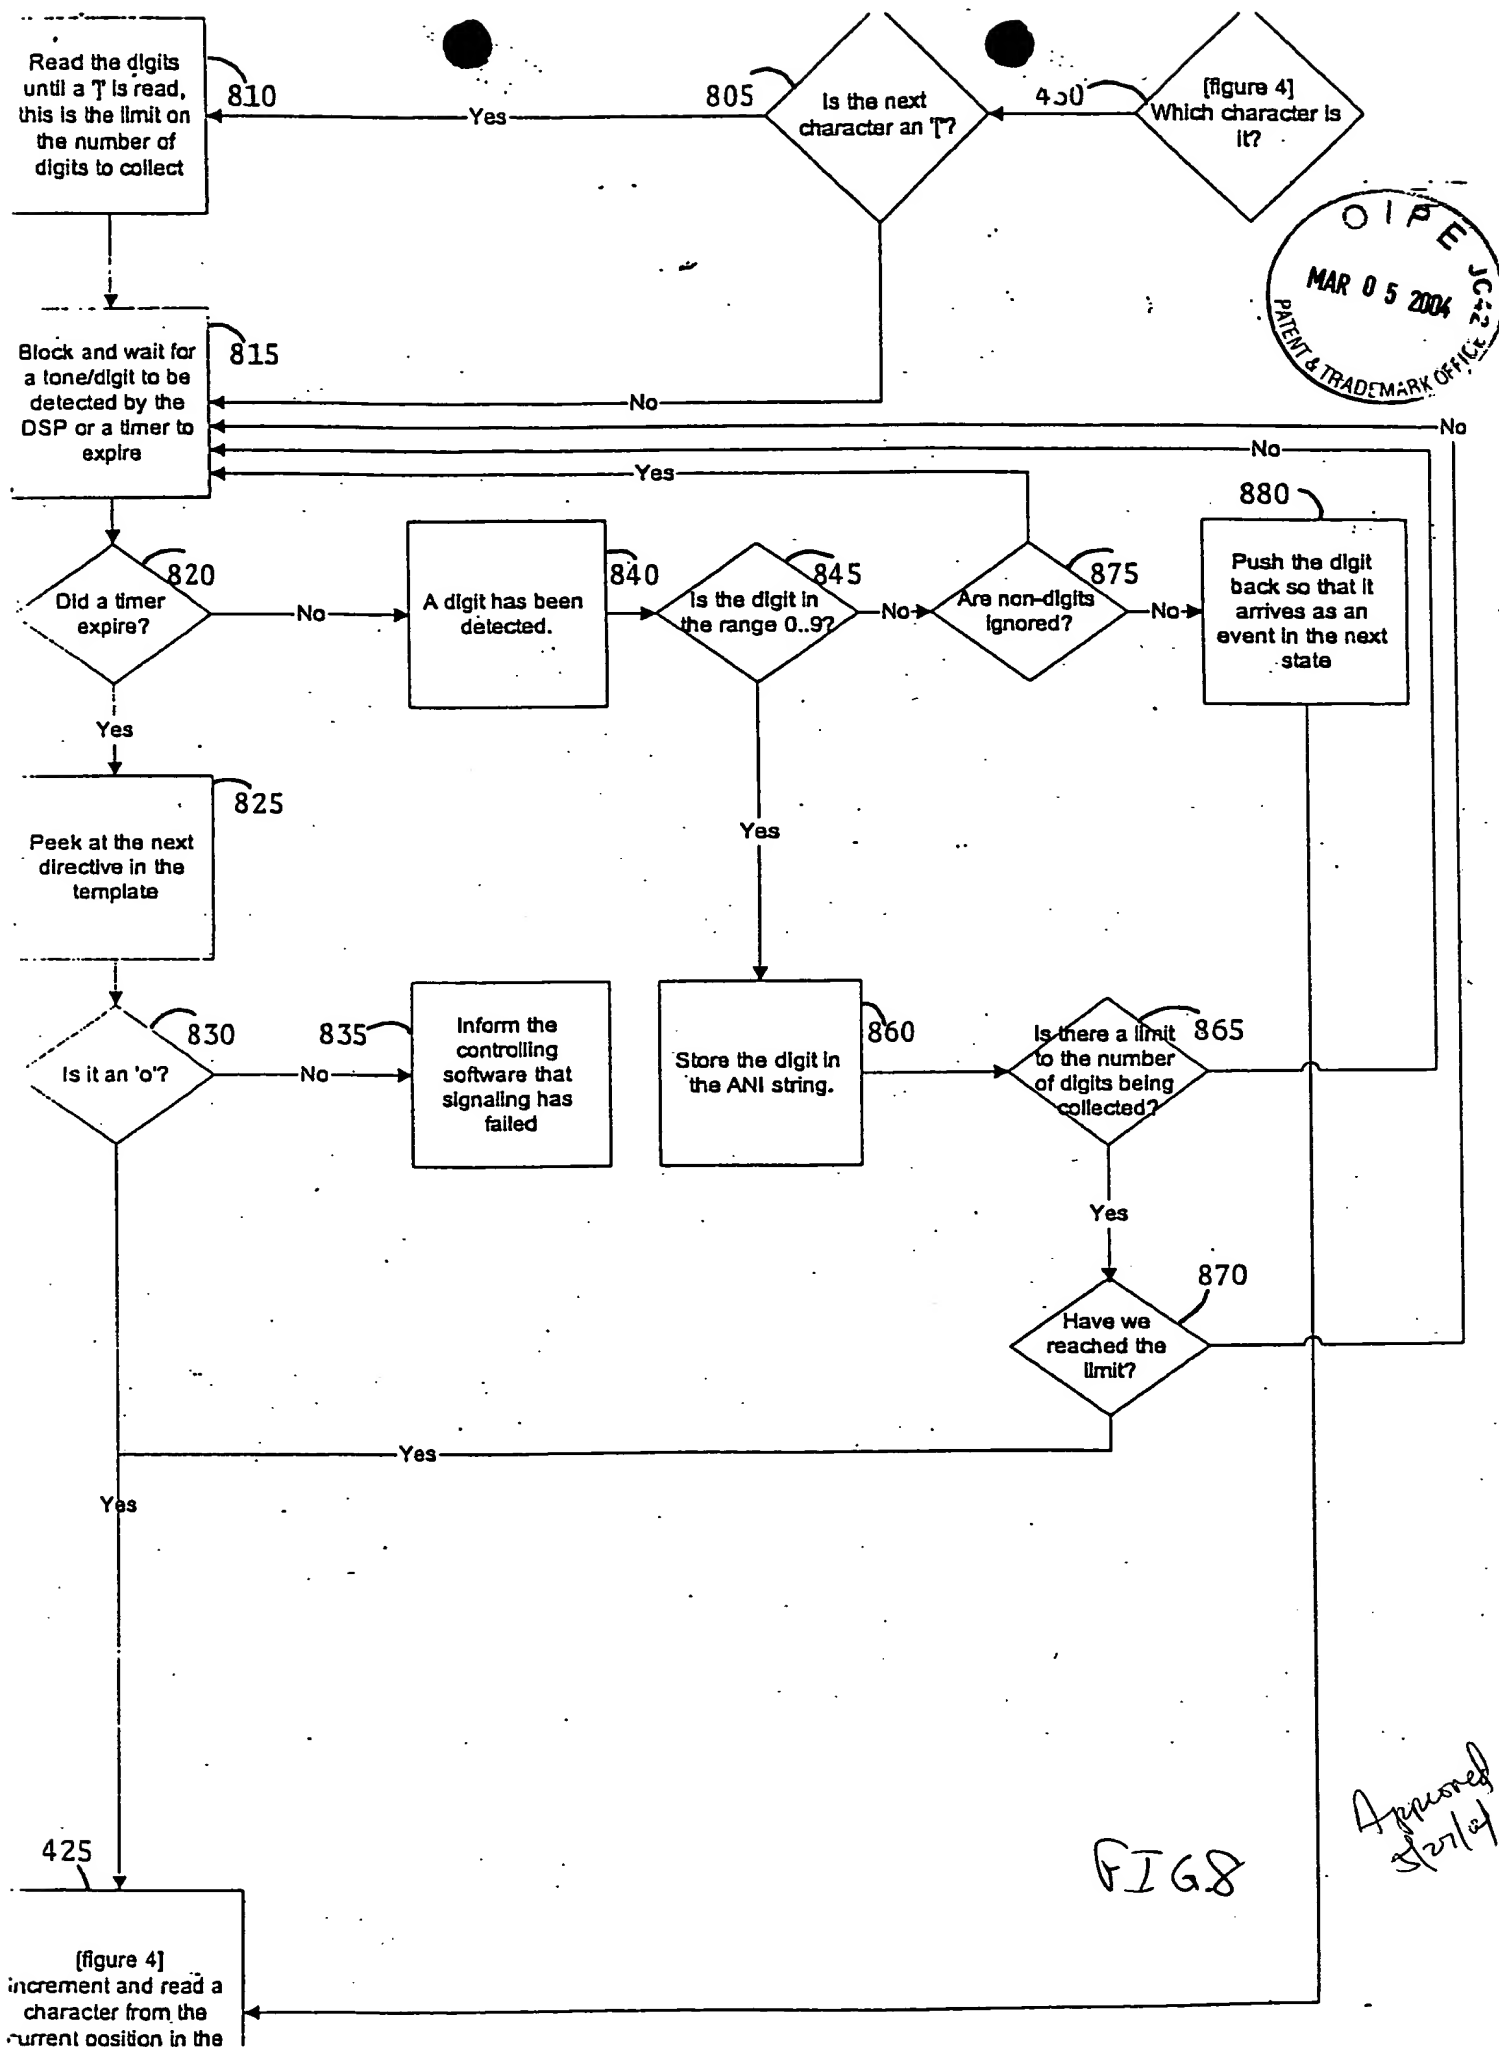 Read the digits
until a ']' is read,
this is the limit on
the number of
digits to collect
810
Yes
805
Is the next
character an '['?
430
[figure 4]
Which character is
it?
OIPE JC42
MAR 05 2004
PATENT & TRADEMARK OFFICE
Block and wait for
a tone/digit to be
detected by the
DSP or a timer to
expire
815
No
No
No
Yes
880
Did a timer
expire?
820
No
A digit has been
detected.
840
Is the digit in
the range 0..9?
845
No
Are non-digits
ignored?
875
No
Push the digit
back so that it
arrives as an
event in the next
state
Yes
825
Peek at the next
directive in the
template
Yes
Is it an 'o'?
830
No
835
Inform the
controlling
software that
signaling has
failed
Store the digit in
the ANI string.
860
Is there a limit
to the number
of digits being
collected?
865
Yes
870
Have we
reached the
limit?
Yes
Yes
425
[figure 4]
increment and read a
character from the
current position in the
FIG8
Approved